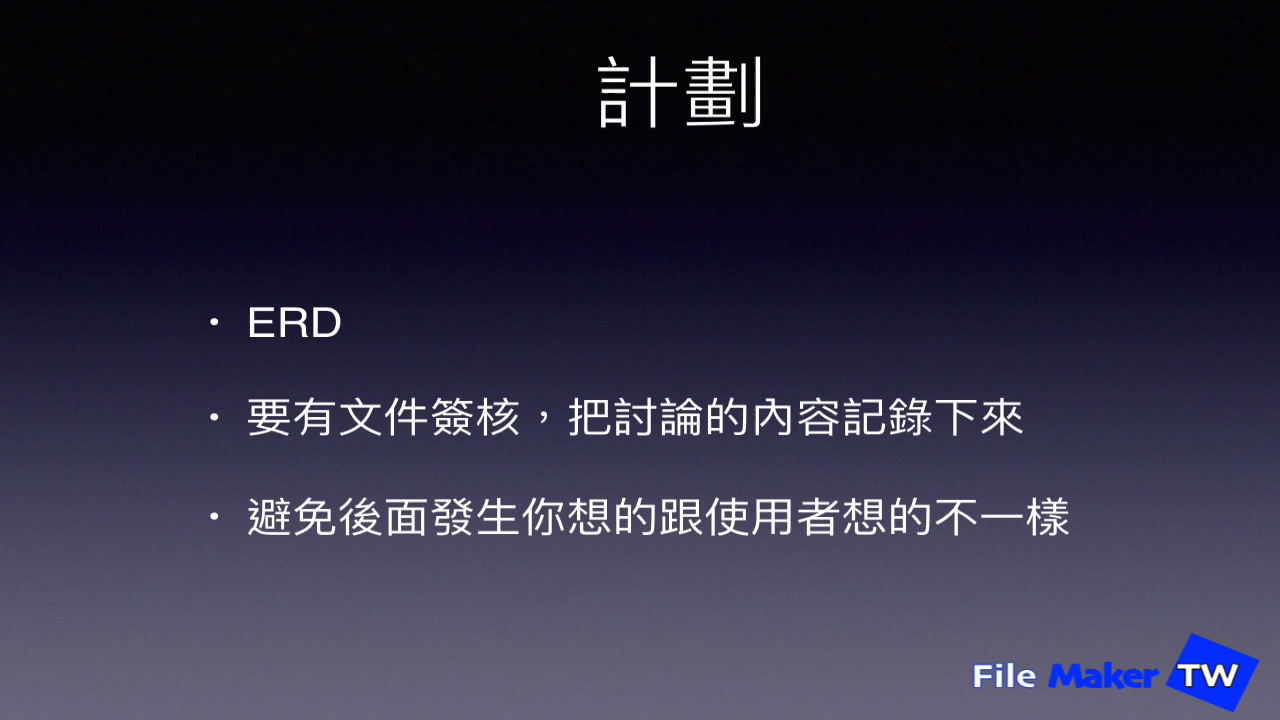 計劃
• ERD
• 要有文件簽核，把討論的內容記錄下來
• 避免後面發生你想的跟使用者想的不一樣
File Maker TW